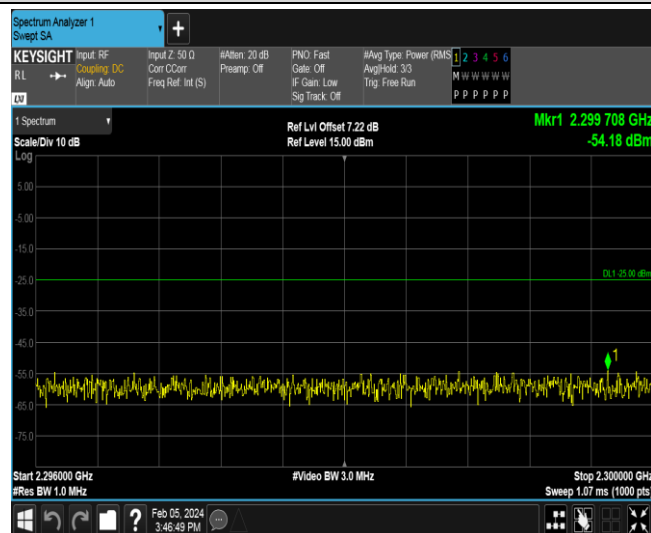 Spectrum Analyzer 1
Swept SA
KEYSIGHT Input: RF Input Z: 50 Ω #Atten: 20 dB PNO: Fast #Avg Type: Power (RMS 1 2 3 4 5 6
RL Coupling: DC Corr CCorr Preamp: Off Gate: Off Avg|Hold: 3/3 M W W W W W
Align: Auto Freq Ref: Int (S) IF Gain: Low Trig: Free Run
Sig Track: Off P P P P P P
LXI
1 Spectrum Ref Lvl Offset 7.22 dB Mkr1 2.299 708 GHz
Scale/Div 10 dB Ref Level 15.00 dBm -54.18 dBm
Log
5.00
-5.00
-15.0
DL1 -25.00 dBm
-25.0
-35.0
-45.0
1
-55.0
-65.0
-75.0
Start 2.296000 GHz #Video BW 3.0 MHz Stop 2.300000 GHz
#Res BW 1.0 MHz Sweep 1.07 ms (1000 pts)
? Feb 05, 2024
3:46:49 PM